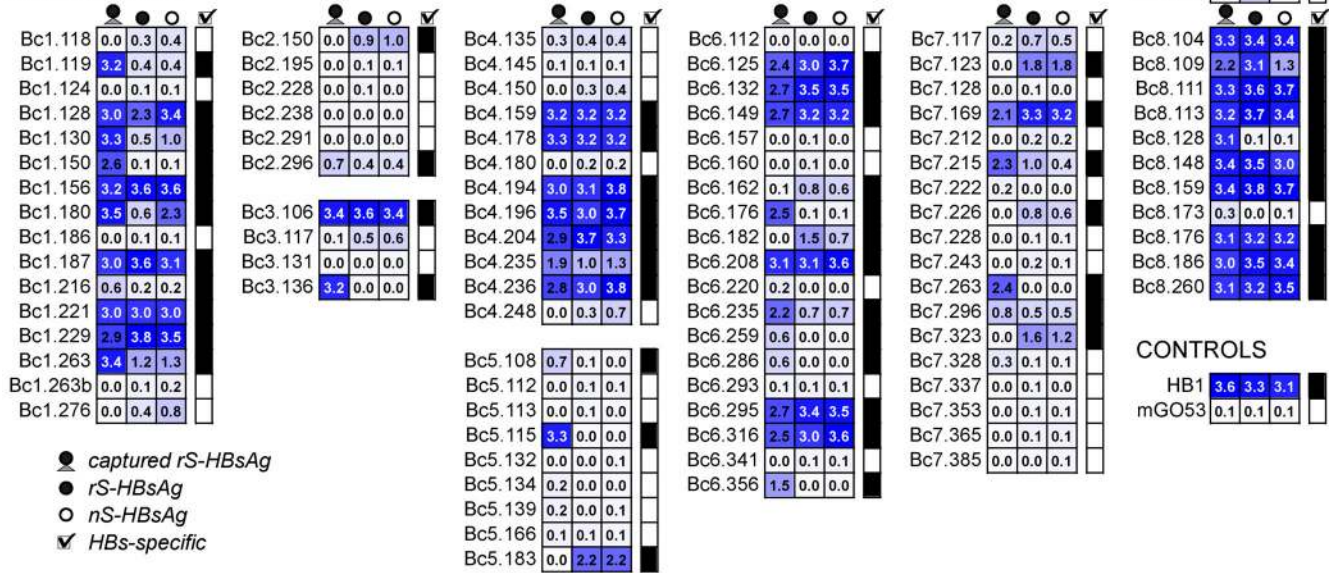 Bc1.118 0.0 0.3 0.4
Bc1.119 3.2 0.4 0.4
Bc1.124 0.0 0.1 0.1
Bc1.128 3.0 2.3 3.4
Bc1.130 3.3 0.5 1.0
Bc1.150 2.6 0.1 0.1
Bc1.156 3.2 3.6 3.6
Bc1.180 3.5 0.6 2.3
Bc1.186 0.0 0.1 0.1
Bc1.187 3.0 3.6 3.1
Bc1.216 0.6 0.2 0.2
Bc1.221 3.0 3.0 3.0
Bc1.229 2.9 3.8 3.5
Bc1.263 3.4 1.2 1.3
Bc1.263b 0.0 0.1 0.2
Bc1.276 0.0 0.4 0.8
captured rS-HBsAg
rS-HBsAg
nS-HBsAg
HBs-specific
Bc2.150 0.0 0.9 1.0
Bc2.195 0.0 0.1 0.1
Bc2.228 0.0 0.1 0.0
Bc2.238 0.0 0.0 0.0
Bc2.291 0.0 0.0 0.0
Bc2.296 0.7 0.4 0.4
Bc3.106 3.4 3.6 3.4
Bc3.117 0.1 0.5 0.6
Bc3.131 0.0 0.0 0.0
Bc3.136 3.2 0.0 0.0
Bc4.135 0.3 0.4 0.4
Bc4.145 0.1 0.1 0.1
Bc4.150 0.0 0.3 0.4
Bc4.159 3.2 3.2 3.2
Bc4.178 3.3 3.2 3.2
Bc4.180 0.0 0.2 0.2
Bc4.194 3.0 3.1 3.8
Bc4.196 3.5 3.0 3.7
Bc4.204 2.9 3.7 3.3
Bc4.235 1.9 1.0 1.3
Bc4.236 2.8 3.0 3.8
Bc4.248 0.0 0.3 0.7
Bc5.108 0.7 0.1 0.0
Bc5.112 0.0 0.1 0.1
Bc5.113 0.0 0.1 0.0
Bc5.115 3.3 0.0 0.0
Bc5.132 0.0 0.0 0.1
Bc5.134 0.2 0.0 0.0
Bc5.139 0.2 0.0 0.1
Bc5.166 0.1 0.1 0.1
Bc5.183 0.0 2.2 2.2
Bc6.112 0.0 0.0 0.0
Bc6.125 2.4 3.0 3.7
Bc6.132 2.7 3.5 3.5
Bc6.149 2.7 3.2 3.2
Bc6.157 0.0 0.1 0.0
Bc6.160 0.0 0.1 0.0
Bc6.162 0.1 0.8 0.6
Bc6.176 2.5 0.1 0.1
Bc6.182 0.0 1.5 0.7
Bc6.208 3.1 3.1 3.6
Bc6.220 0.2 0.0 0.0
Bc6.235 2.2 0.7 0.7
Bc6.259 0.6 0.0 0.0
Bc6.286 0.6 0.0 0.0
Bc6.293 0.1 0.1 0.1
Bc6.295 2.7 3.4 3.5
Bc6.316 2.5 3.0 3.6
Bc6.341 0.0 0.1 0.1
Bc6.356 1.5 0.0 0.0
Bc7.117 0.2 0.7 0.5
Bc7.123 0.0 1.8 1.8
Bc7.128 0.0 0.1 0.0
Bc7.169 2.1 3.3 3.2
Bc7.212 0.0 0.2 0.2
Bc7.215 2.3 1.0 0.4
Bc7.222 0.2 0.0 0.0
Bc7.226 0.0 0.8 0.6
Bc7.228 0.0 0.1 0.1
Bc7.243 0.0 0.2 0.1
Bc7.263 2.4 0.0 0.0
Bc7.296 0.8 0.5 0.5
Bc7.323 0.0 1.6 1.2
Bc7.328 0.3 0.1 0.1
Bc7.337 0.0 0.1 0.0
Bc7.353 0.0 0.1 0.1
Bc7.365 0.0 0.1 0.1
Bc7.385 0.0 0.0 0.1
Bc8.104 3.3 3.4 3.4
Bc8.109 2.2 3.1 1.3
Bc8.111 3.3 3.6 3.7
Bc8.113 3.2 3.7 3.4
Bc8.128 3.1 0.1 0.1
Bc8.148 3.4 3.5 3.0
Bc8.159 3.4 3.8 3.7
Bc8.173 0.3 0.0 0.1
Bc8.176 3.1 3.2 3.2
Bc8.186 3.0 3.5 3.4
Bc8.260 3.1 3.2 3.5
CONTROLS
HB1 3.6 3.3 3.1
mGO53 0.1 0.1 0.1